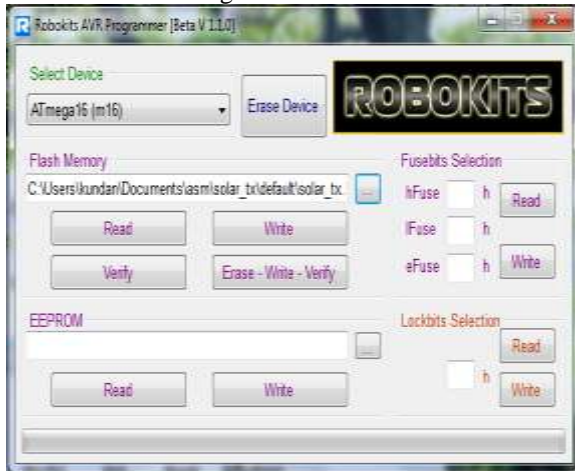 Robokits AVR Programmer [Beta V 1.1.0]
Select Device
ATmega16 (m16)
Erase Device
ROBOKITS
Flash Memory
C:\Users\kundan\Documents\asm\solar_tx\default\solar_tx.
...
Read
Write
Verify
Erase - Write - Verify
Fusebits Selection
hFuse h
Read
lFuse h
eFuse h
Write
EEPROM
...
Read
Write
Lockbits Selection
Read
h
Write